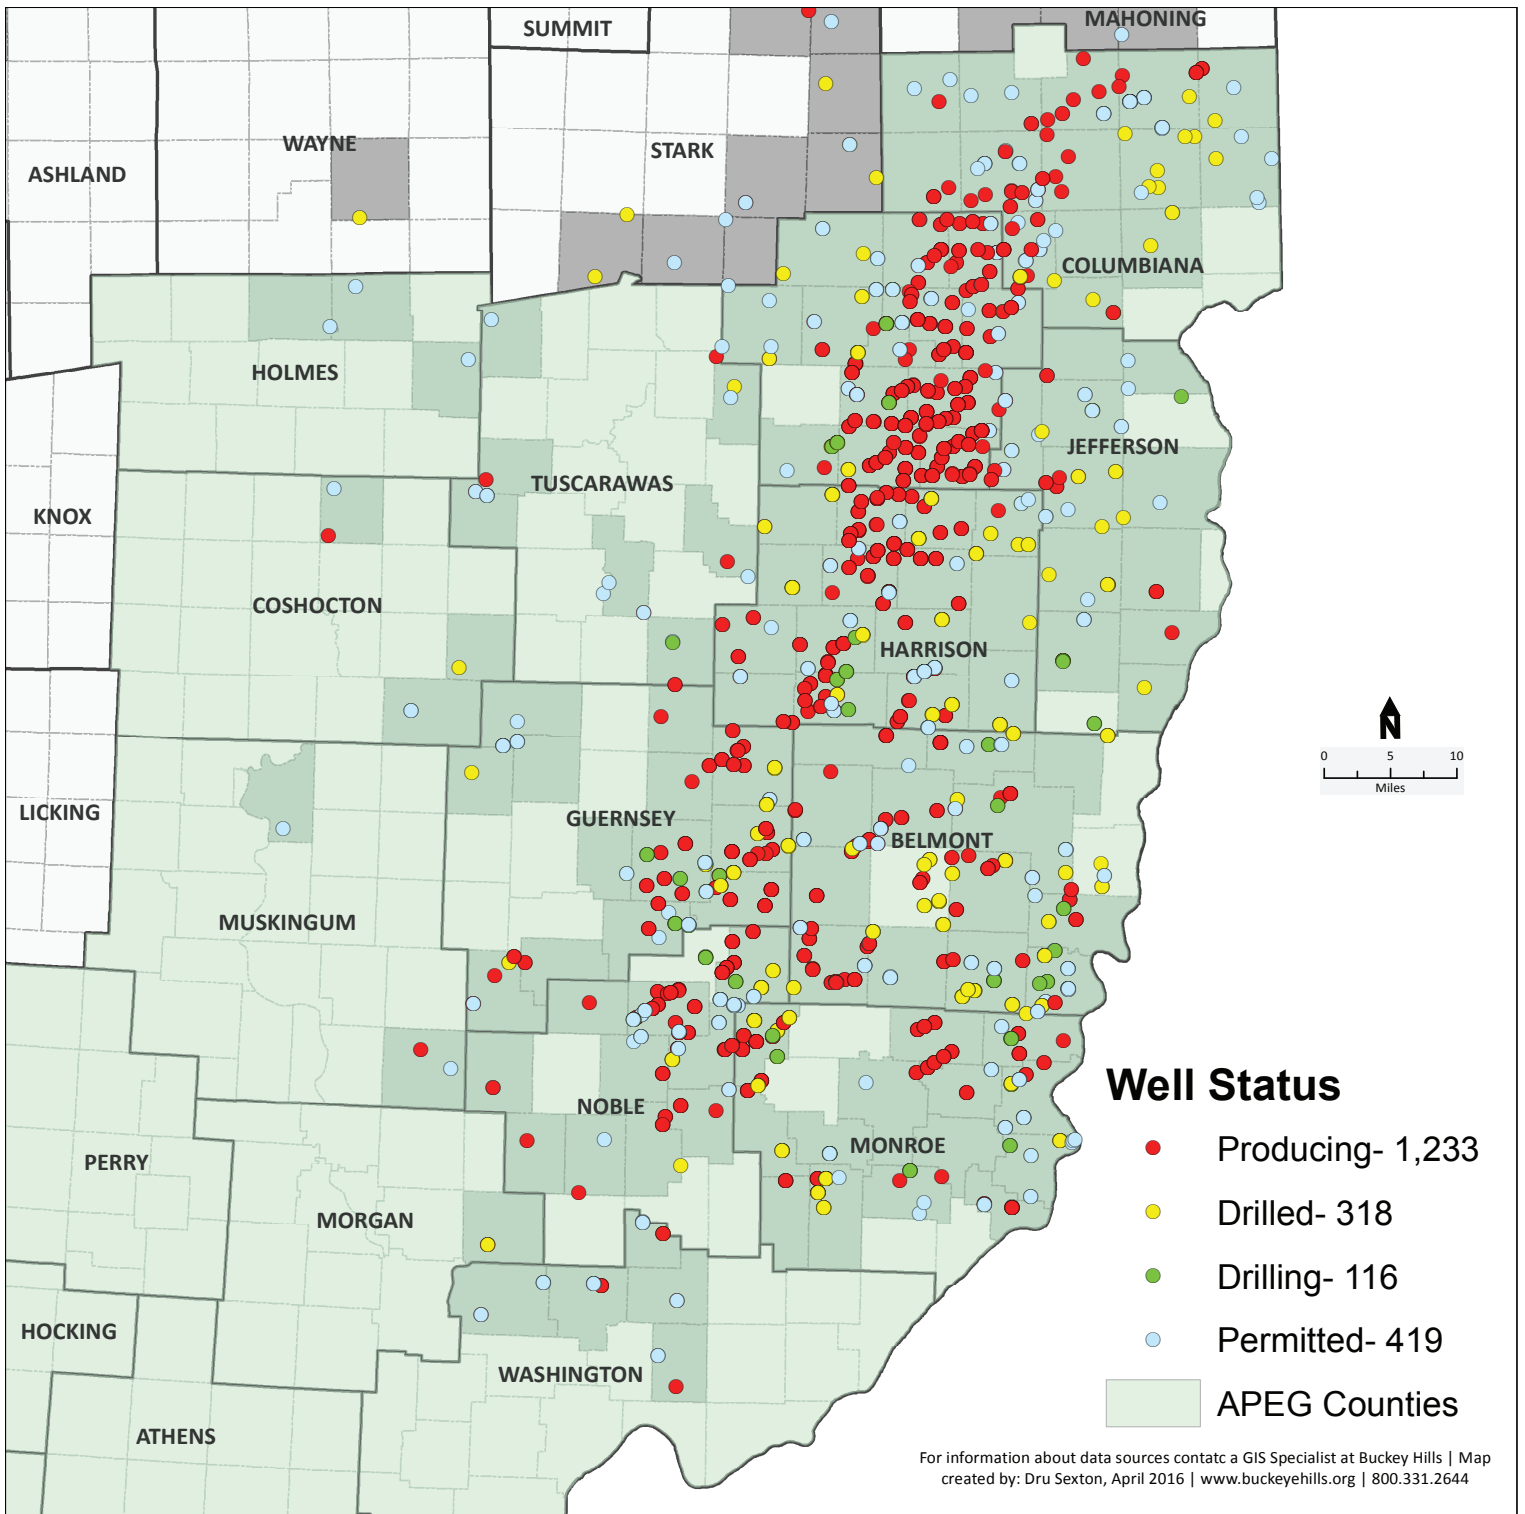 SUMMIT
MAHONING
WAYNE
STARK
ASHLAND
COLUMBIANA
HOLMES
JEFFERSON
TUSCARAWAS
KNOX
COSHOCTON
HARRISON
N
0 5 10
Miles
LICKING
GUERNSEY
BELMONT
MUSKINGUM
NOBLE
MONROE
PERRY
MORGAN
HOCKING
WASHINGTON
ATHENS
Well Status
Producing- 1,233
Drilled- 318
Drilling- 116
Permitted- 419
APEG Counties
For information about data sources contatc a GIS Specialist at Buckey Hills | Map
created by: Dru Sexton, April 2016 | www.buckeyehills.org | 800.331.2644